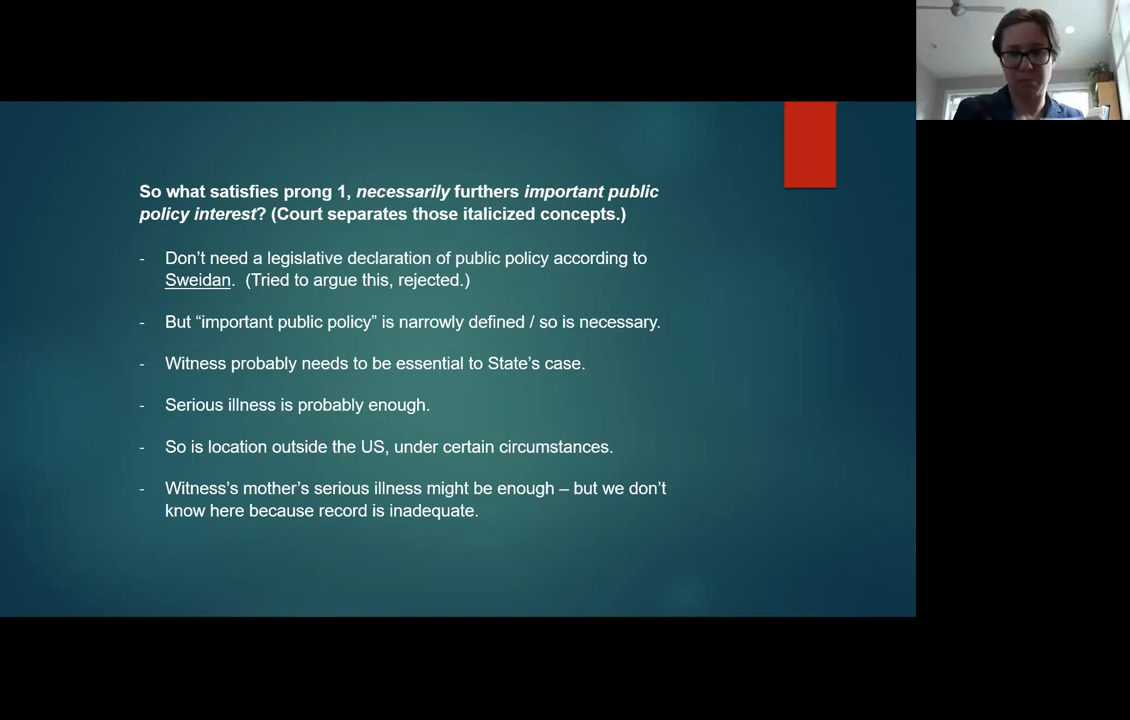 So what satisfies prong 1, necessarily furthers important public
policy interest? (Court separates those italicized concepts.)
- Don’t need a legislative declaration of public policy according to
Sweidan. (Tried to argue this, rejected.)
- But “important public policy” is narrowly defined / so is necessary.
- Witness probably needs to be essential to State’s case.
- Serious illness is probably enough.
- So is location outside the US, under certain circumstances.
- Witness’s mother’s serious illness might be enough – but we don’t
know here because record is inadequate.